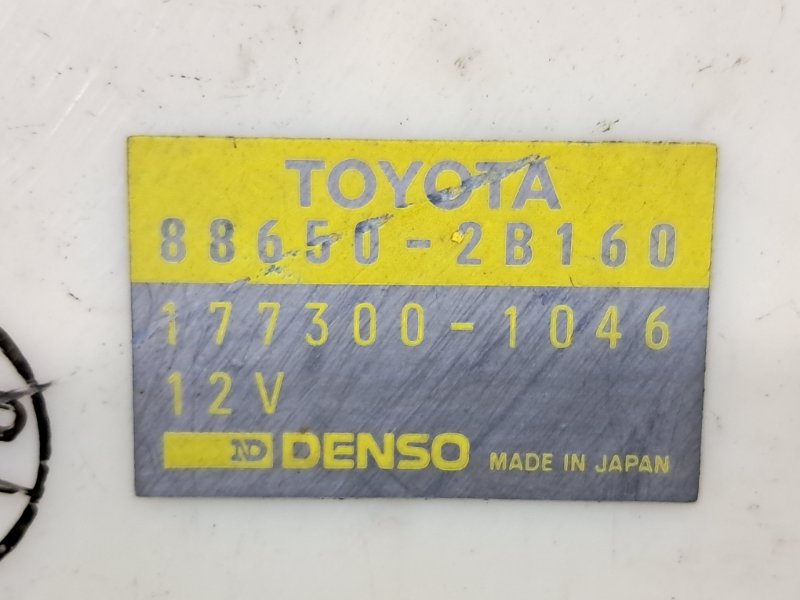 TOYOTA
88650-2B160
177300-1046
12V
ND DENSO MADE IN JAPAN